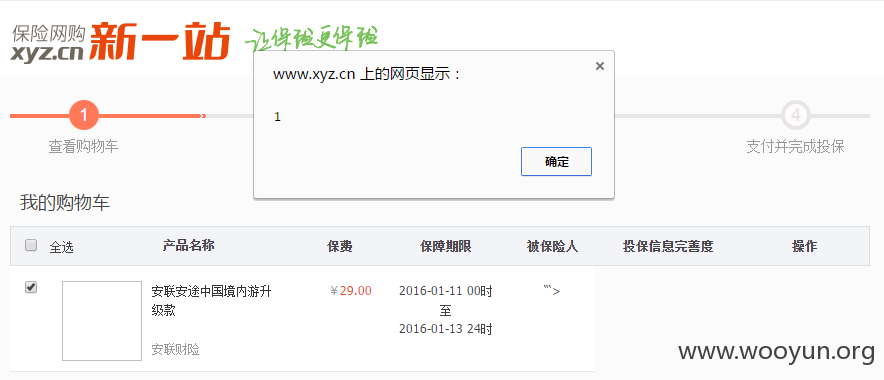 保险网购
xyz.cn 新一站 让保险更保险
www.xyz.cn 上的网页显示：
1
确定
1
4
查看购物车
支付并完成投保
我的购物车
全选 产品名称 保费 保障期限 被保险人 投保信息完善度 操作
安联安途中国境内游升
级款
安联财险
¥29.00
2016-01-11 00时
至
2016-01-13 24时
"'>
www.wooyun.org